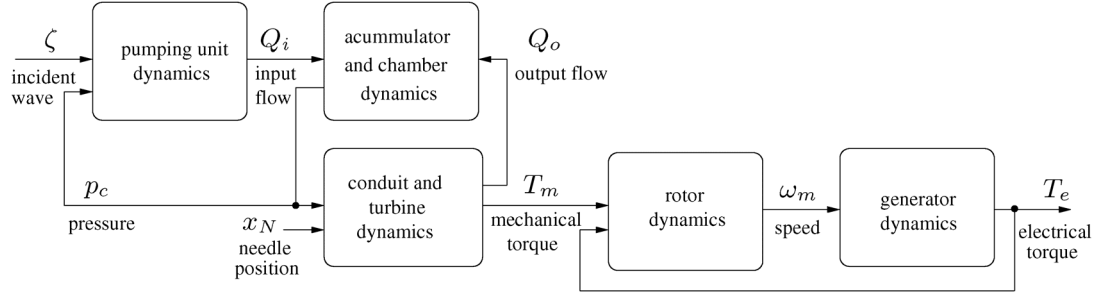 ζ
incident
wave
pumping unit
dynamics
Q_i
input
flow
acummulator
and chamber
dynamics
Q_o
output flow
p_c
pressure
x_N
needle
position
conduit and
turbine
dynamics
T_m
mechanical
torque
rotor
dynamics
ω_m
speed
generator
dynamics
T_e
electrical
torque